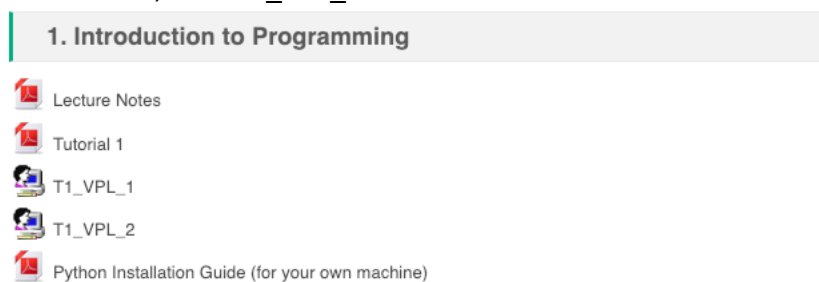 1. Introduction to Programming
Lecture Notes
Tutorial 1
T1_VPL_1
T1_VPL_2
Python Installation Guide (for your own machine)